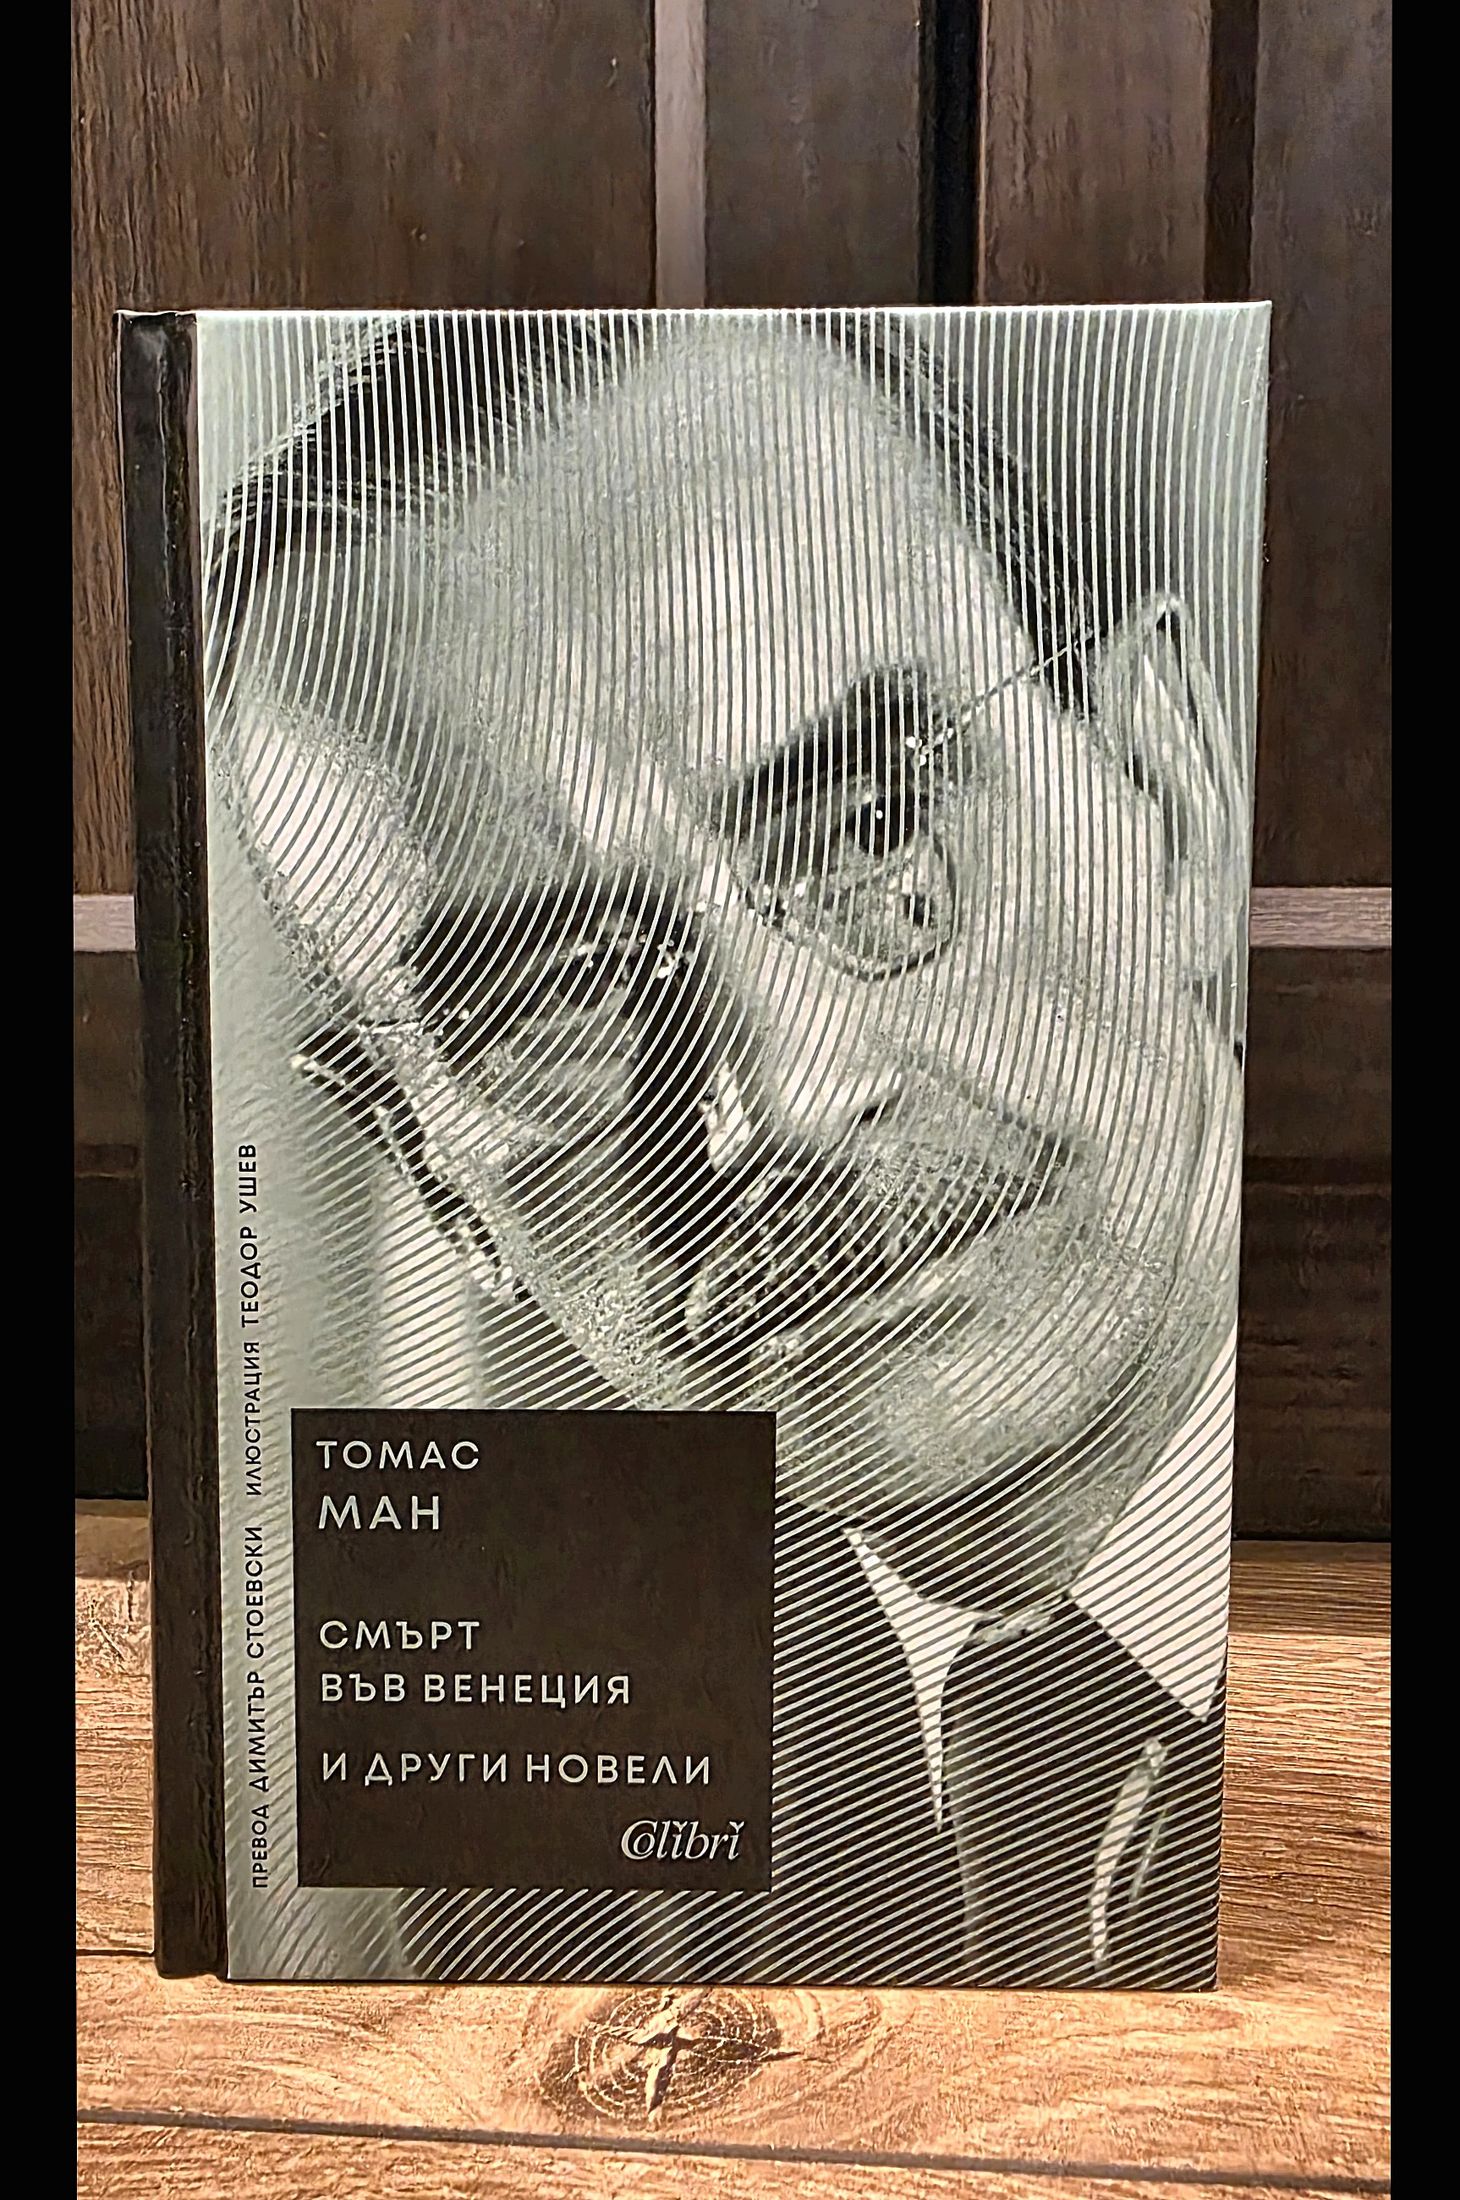 ТОМАС
МАН
СМЪРТ
ВЪВ ВЕНЕЦИЯ
И ДРУГИ НОВЕЛИ
Colibri
ПРЕВОД ДИМИТЪР СТОЕВСКИ ИЛЮСТРАЦИЯ ТЕОДОР УШЕВ